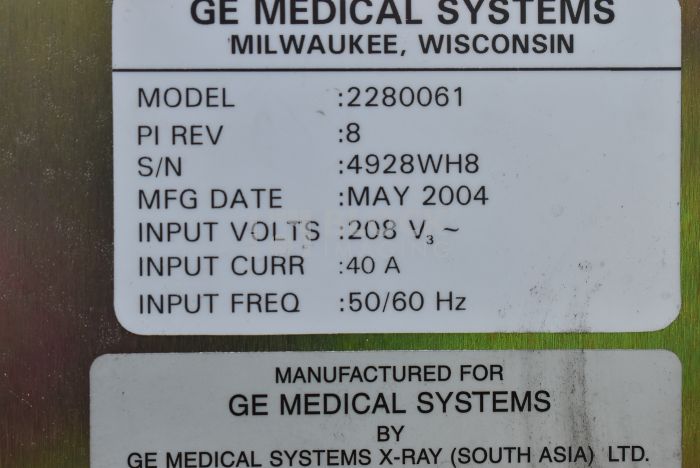 GE MEDICAL SYSTEMS
MILWAUKEE, WISCONSIN
MODEL :2280061
PI REV :8
S/N :4928WH8
MFG DATE :MAY 2004
INPUT VOLTS :208 V₃ ~
INPUT CURR :40 A
INPUT FREQ :50/60 Hz
MANUFACTURED FOR
GE MEDICAL SYSTEMS
BY
GE MEDICAL SYSTEMS X-RAY (SOUTH ASIA) LTD.